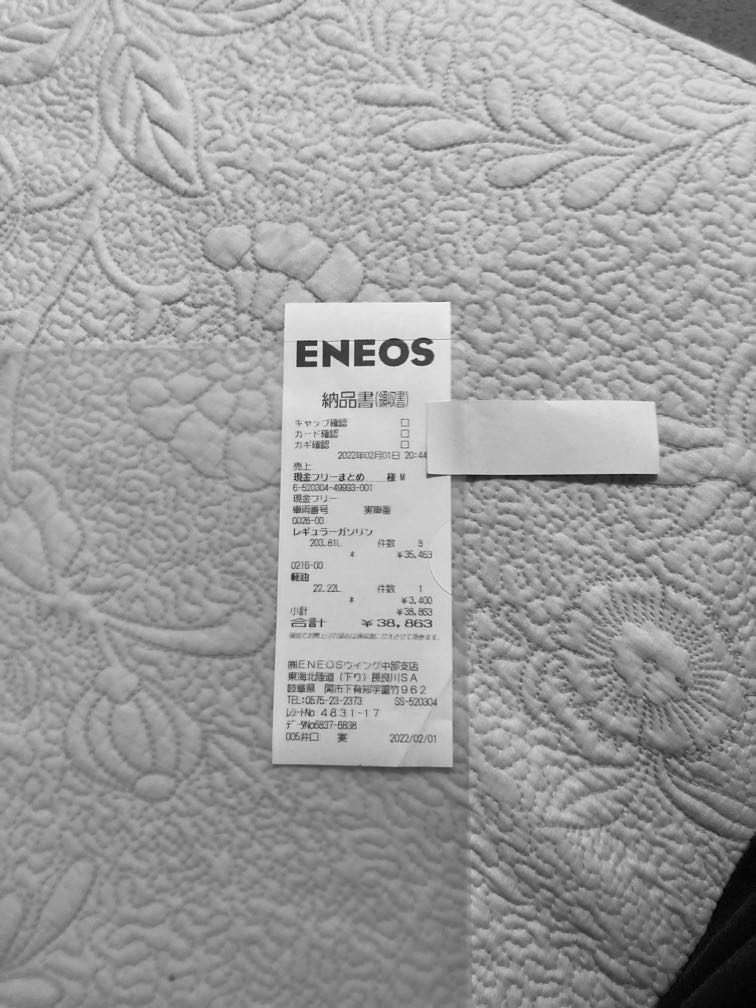 ENEOS
納品書(領収書)
キャップ確認 □
カード確認 □
カギ確認 □
2022年02月01日 20:44
売上
現金フリーまとめ 様 M
6-520304-49993-001
現金フリー
車両番号 実車番
0026-00
レギュラーガソリン
203.81L 件数 8
* ¥35,463
0216-00
軽油
22.22L 件数 1
* ¥3,400
小計 ¥38,863
合計 ¥38,863
㈱ENEOSウイング中部支店
東海北陸道(下り)長良川SA
岐阜県 関市下有知字重竹962
TEL:0575-23-2373 SS-520304
レシートNo 4831-17
データNo6837-6838
005井口 実 2022/02/01